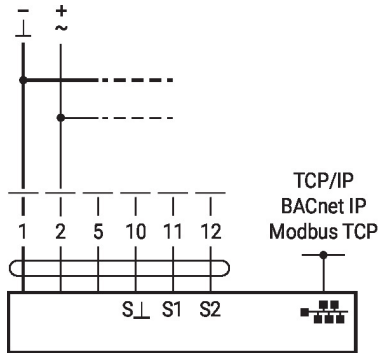 − +
⊥ ~
TCP/IP
BACnet IP
Modbus TCP
1 2 5 10 11 12
S⊥ S1 S2